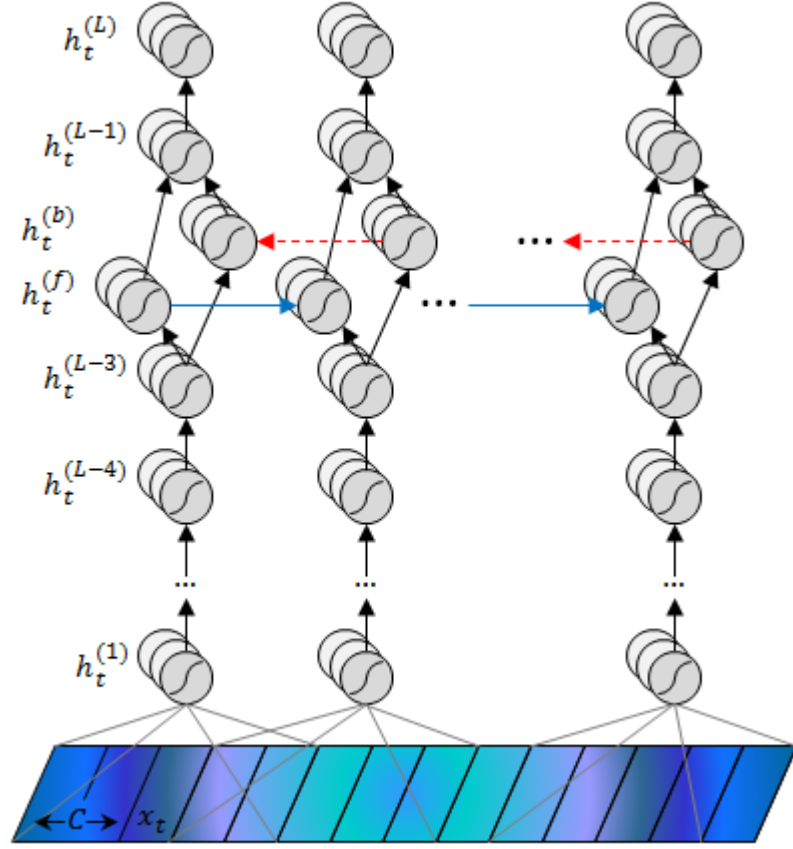 h_t^{(L)}
h_t^{(L-1)}
h_t^{(b)}
...
h_t^{(f)}
...
h_t^{(L-3)}
h_t^{(L-4)}
... ... ...
h_t^{(1)}
C x_t